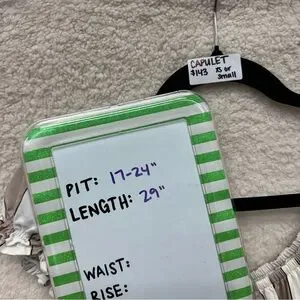 CAPULET
$143 XS or
small
PIT: 17-24"
LENGTH: 29"
WAIST:
RISE: